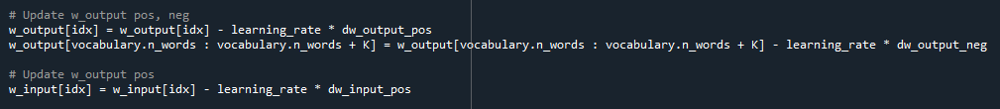 # Update w_output pos, neg
w_output[idx] = w_output[idx] - learning_rate * dw_output_pos
w_output[vocabulary.n_words : vocabulary.n_words + K] = w_output[vocabulary.n_words : vocabulary.n_words + K] - learning_rate * dw_output_neg
# Update w_output pos
w_input[idx] = w_input[idx] - learning_rate * dw_input_pos